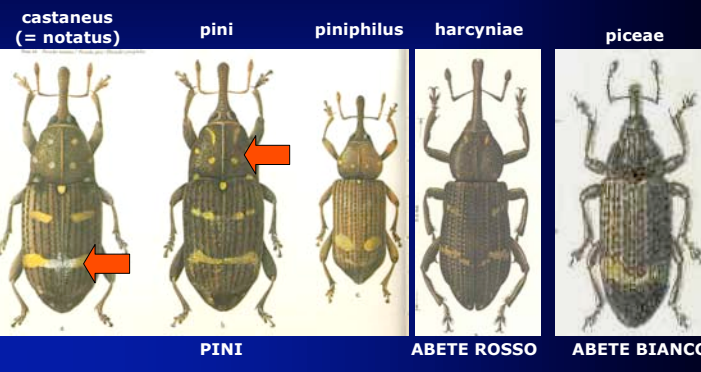 castaneus
(= notatus)
pini
piniphilus
harcyniae
piceae
a
b
c
PINI
ABETE ROSSO
ABETE BIANCO